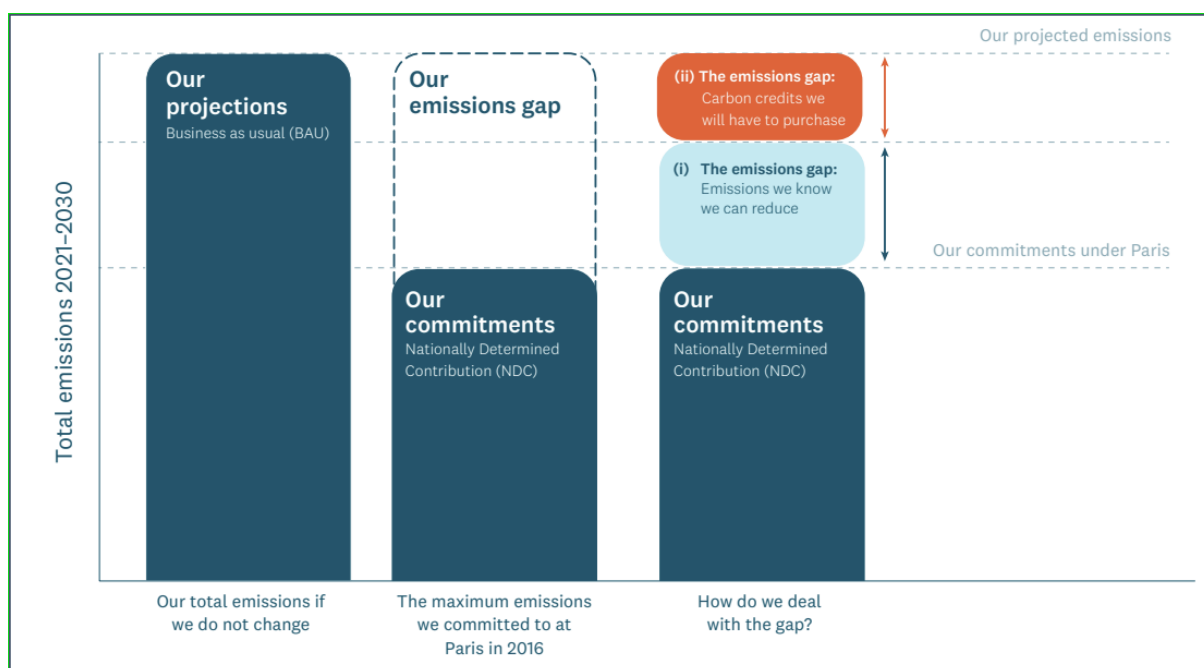 Our projected emissions
Our
projections
Business as usual (BAU)
Our
emissions gap
(ii) The emissions gap:
Carbon credits we
will have to purchase
(i) The emissions gap:
Emissions we know
we can reduce
Our commitments under Paris
Total emissions 2021–2030
Our
commitments
Nationally Determined
Contribution (NDC)
Our
commitments
Nationally Determined
Contribution (NDC)
Our total emissions if
we do not change
The maximum emissions
we committed to at
Paris in 2016
How do we deal
with the gap?